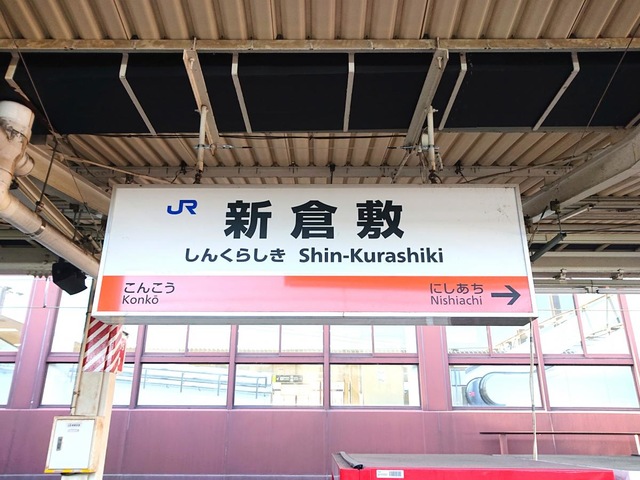 JR 新倉敷
しんくらしき Shin-Kurashiki
こんこう にしあち
Konkō Nishiachi →